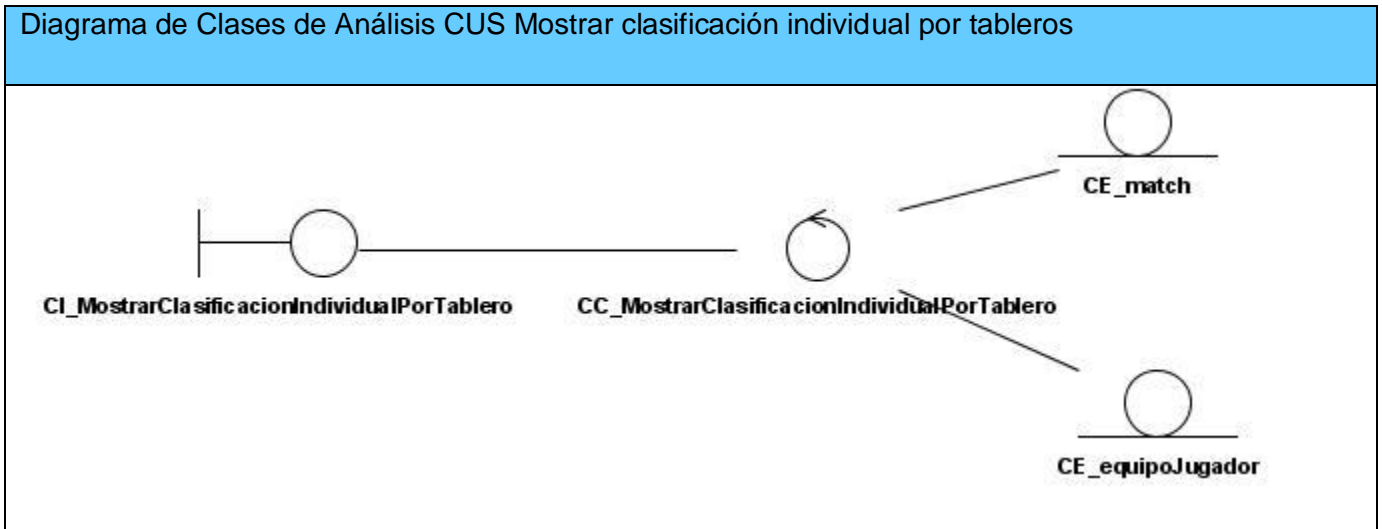 Diagrama de Clases de Análisis CUS Mostrar clasificación individual por tableros
CE_match
CI_MostrarClasificacionIndividualPorTablero
CC_MostrarClasificacionIndividualPorTablero
CE_equipoJugador